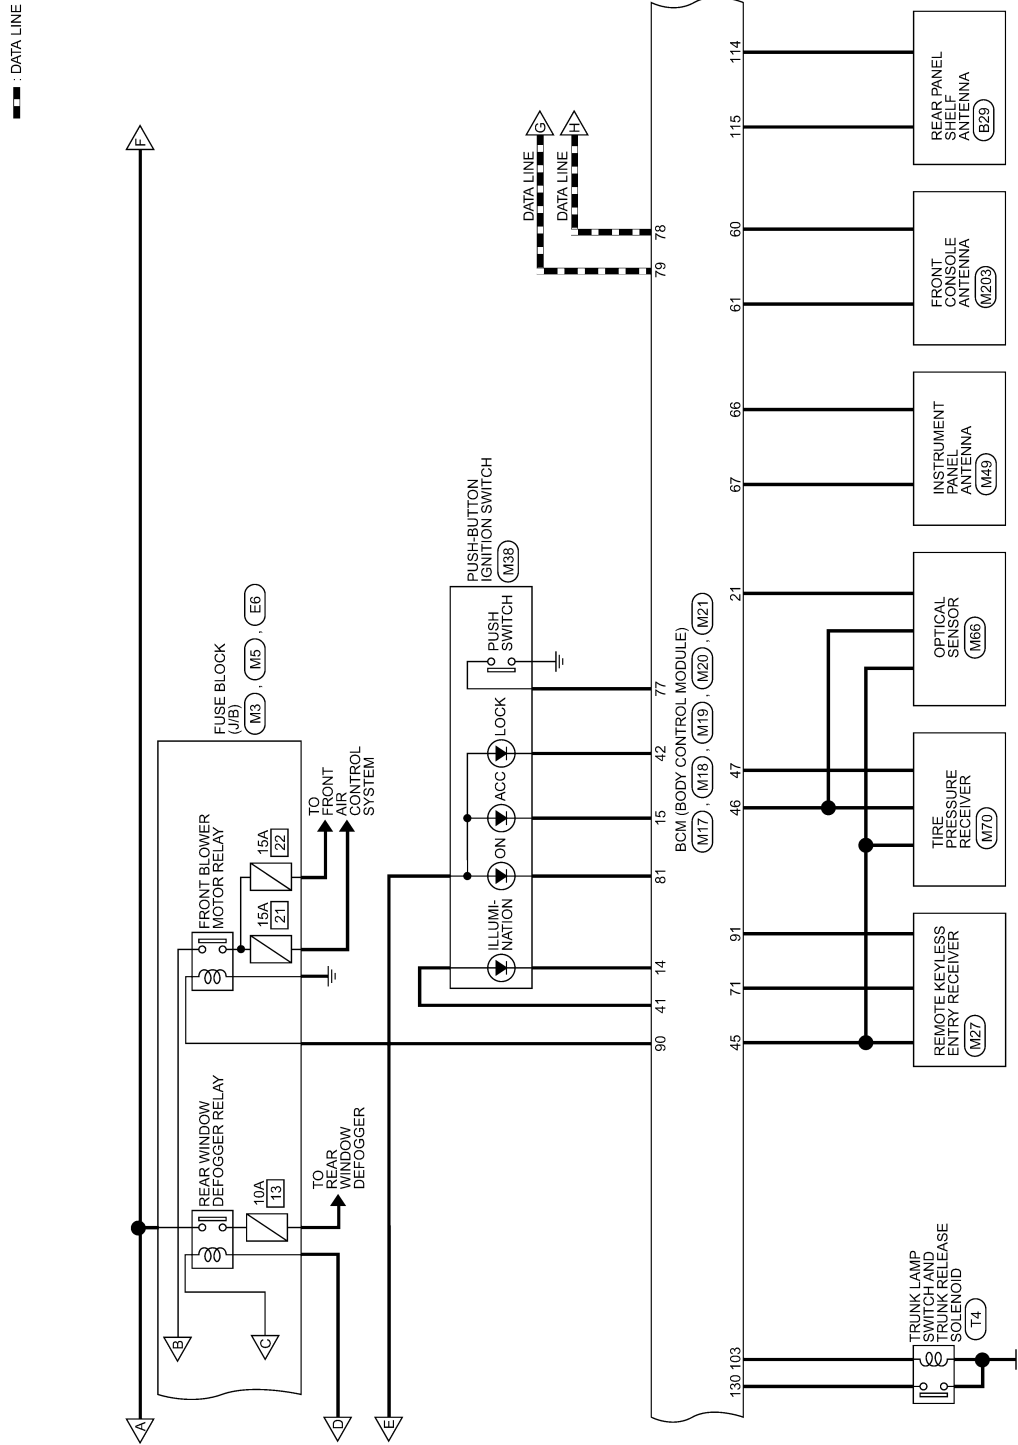 : DATA LINE
A
F
FUSE BLOCK
(J/B)
M3 , M5 , E6
B
C
REAR WINDOW
DEFOGGER RELAY
10A
13
TO
REAR
WINDOW
DEFOGGER
FRONT BLOWER
MOTOR RELAY
15A
21
15A
22
TO
FRONT
AIR
CONTROL
SYSTEM
D
E
PUSH-BUTTON
IGNITION SWITCH
M38
ILLUMI-
NATION
ON
ACC
LOCK
PUSH
SWITCH
DATA LINE
G
DATA LINE
H
90
41
14
81
15
42
77
79
78
BCM (BODY CONTROL MODULE)
M17 , M18 , M19 , M20 , M21
130
103
45
71
91
46
47
21
67
66
61
60
115
114
TRUNK LAMP
SWITCH AND
TRUNK RELEASE
SOLENOID
T4
REMOTE KEYLESS
ENTRY RECEIVER
M27
TIRE
PRESSURE
RECEIVER
M70
OPTICAL
SENSOR
M66
INSTRUMENT
PANEL
ANTENNA
M49
FRONT
CONSOLE
ANTENNA
M203
REAR PANEL
SHELF
ANTENNA
B29